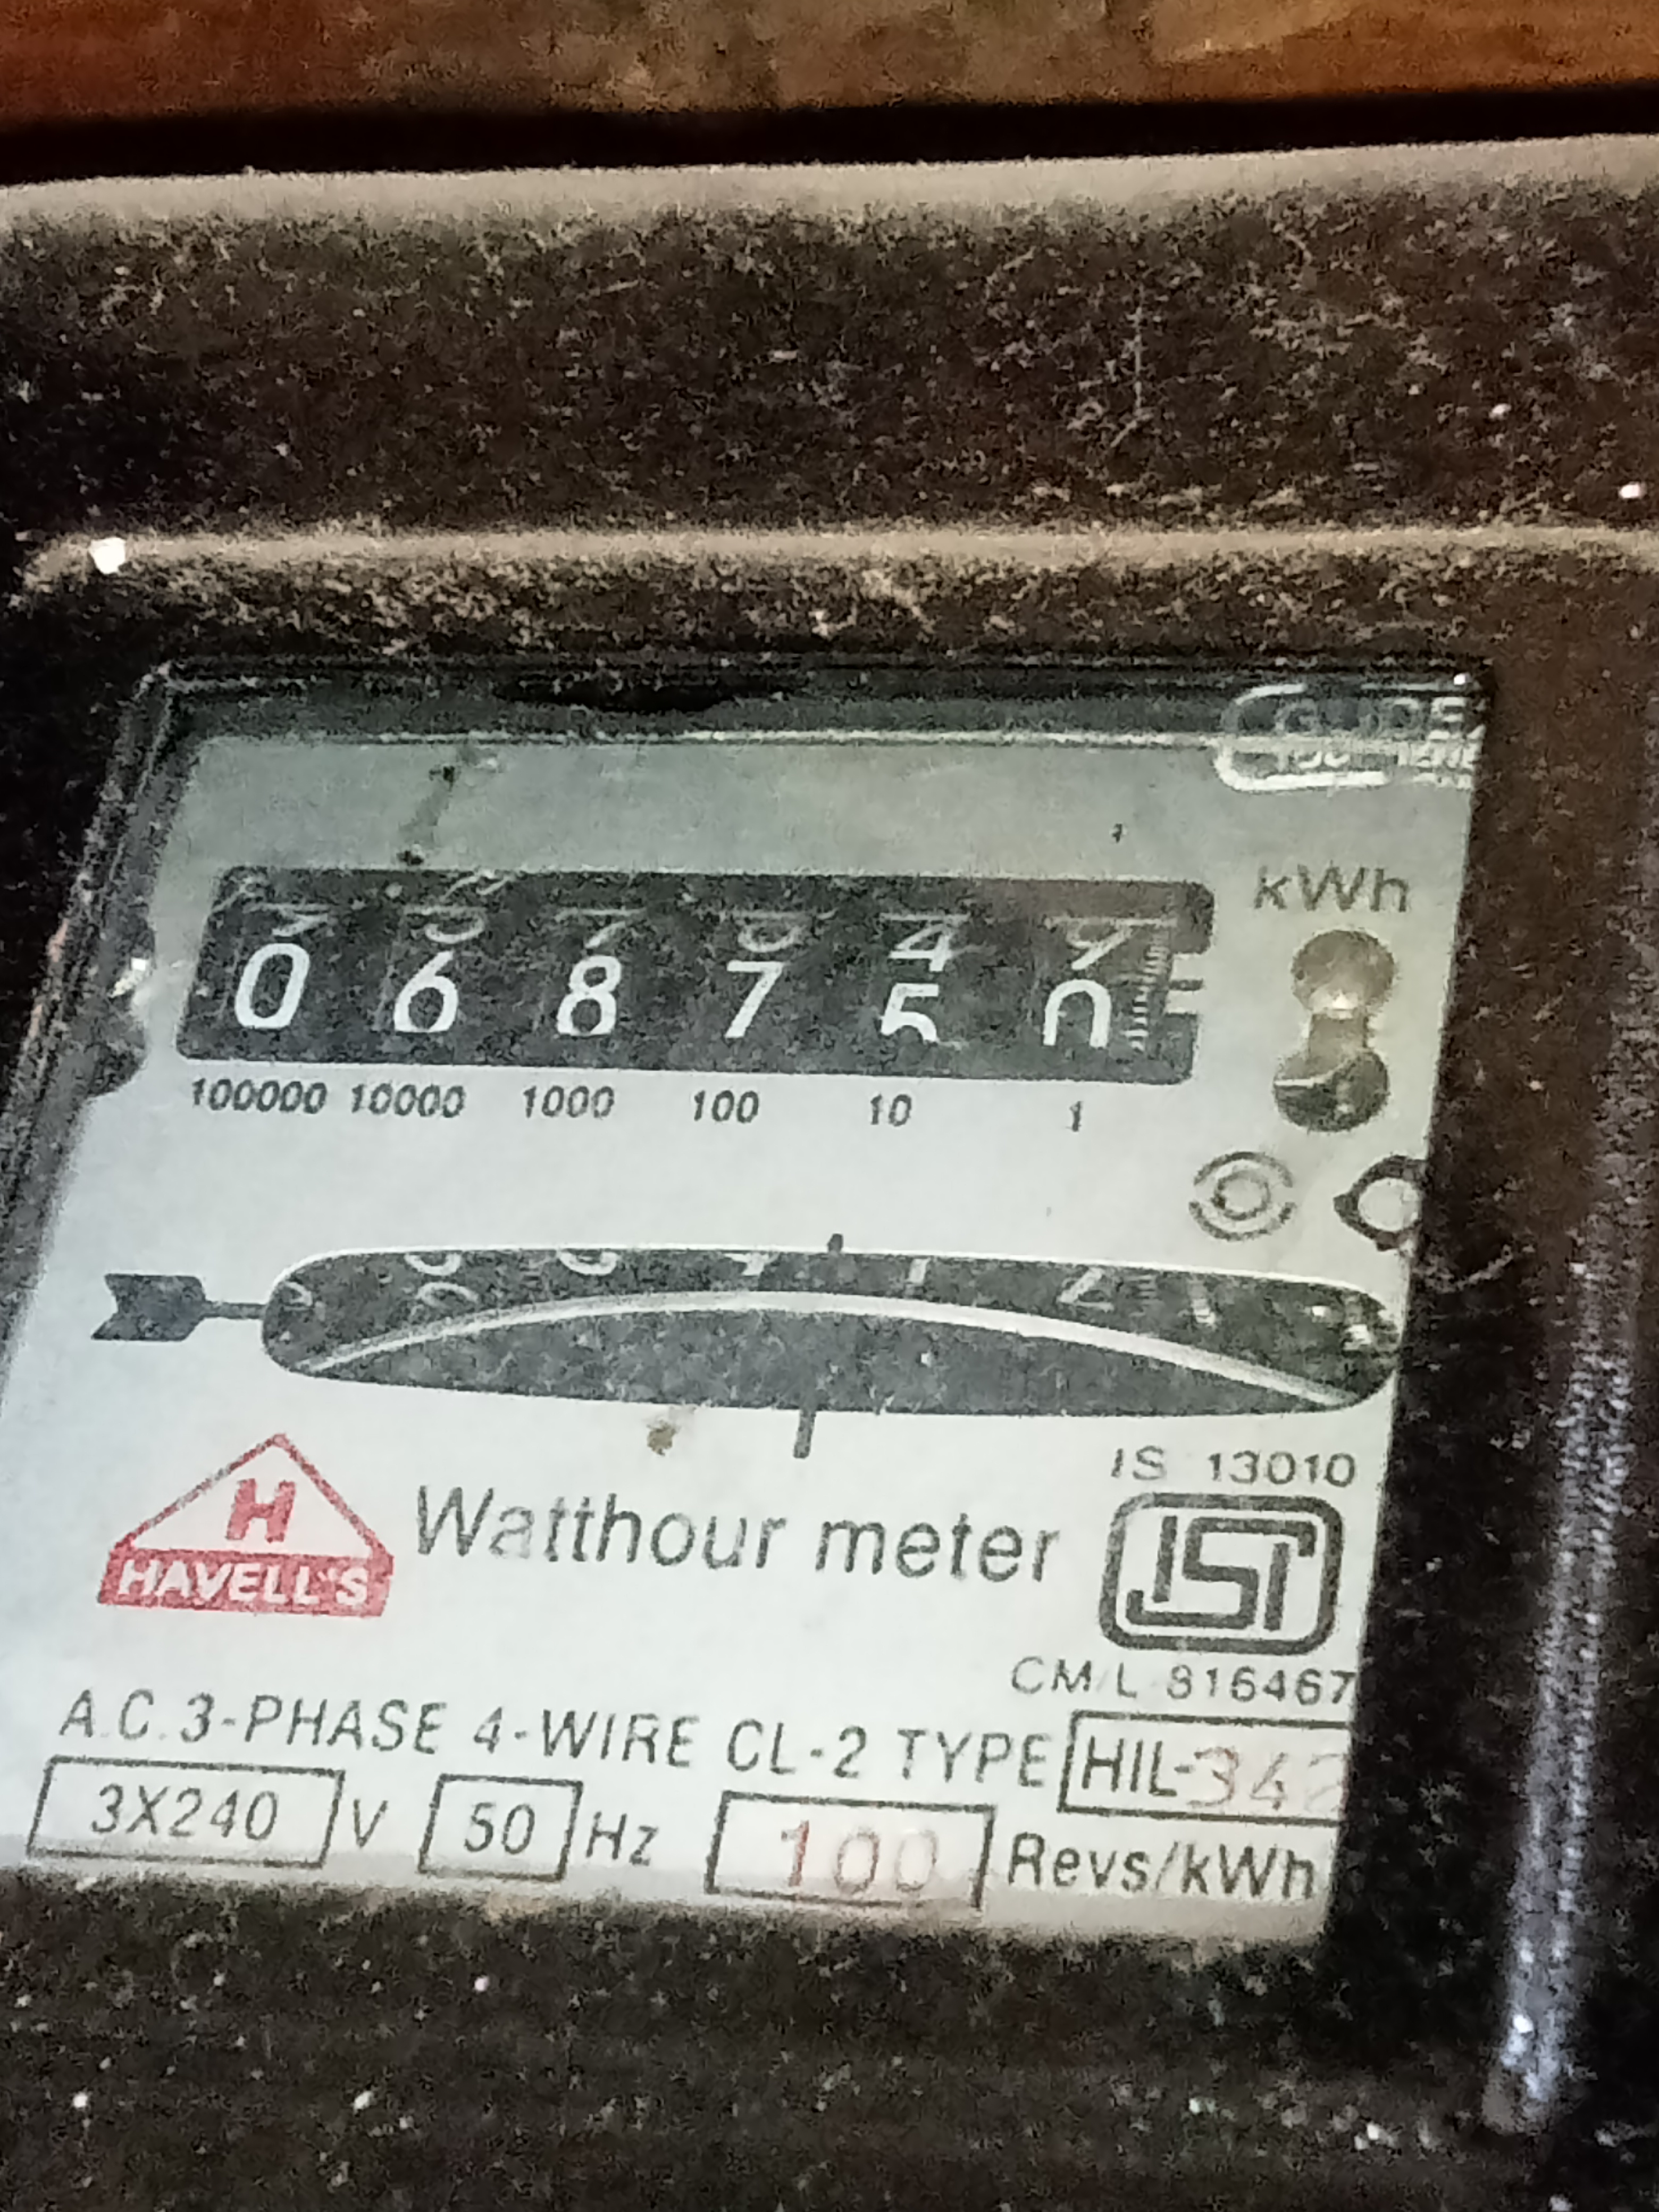 kWh
0 6 8 7 5 0
100000 10000 1000 100 10 1
IS 13010
H
HAVELL'S
Watthour meter
ISI
CM/L 816467
A.C. 3-PHASE 4-WIRE CL-2 TYPE HIL-342
3X240 V 50 Hz 100 Revs/kWh